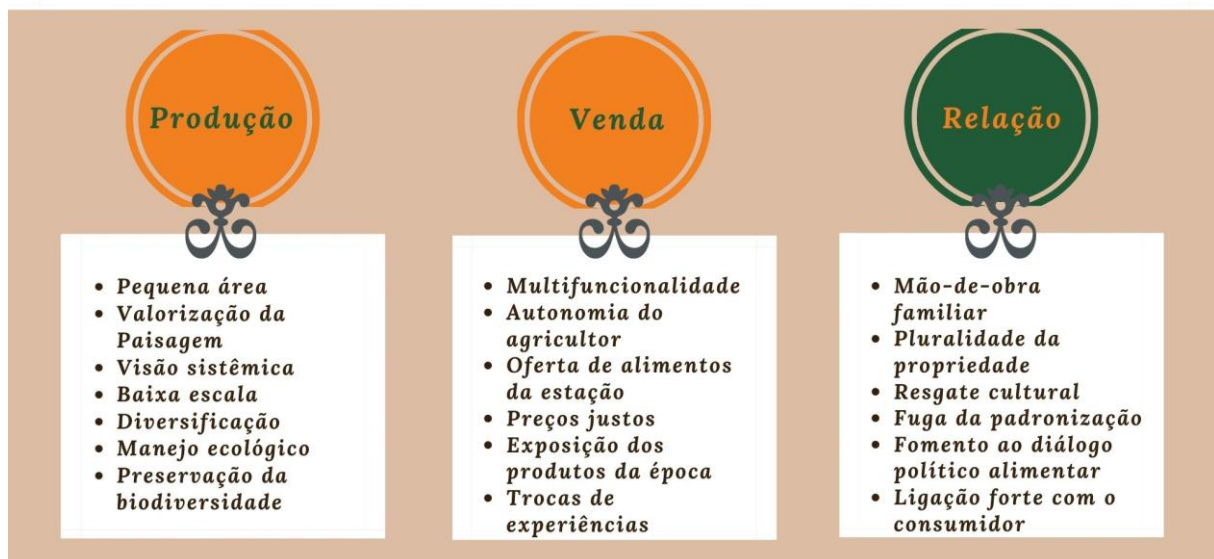 Produção
• Pequena área
• Valorização da
Paisagem
• Visão sistêmica
• Baixa escala
• Diversificação
• Manejo ecológico
• Preservação da
biodiversidade
Venda
• Multifuncionalidade
• Autonomia do
agricultor
• Oferta de alimentos
da estação
• Preços justos
• Exposição dos
produtos da época
• Trocas de
experiências
Relação
• Mão-de-obra
familiar
• Pluralidade da
propriedade
• Resgate cultural
• Fuga da padronização
• Fomento ao diálogo
político alimentar
• Ligação forte com o
consumidor